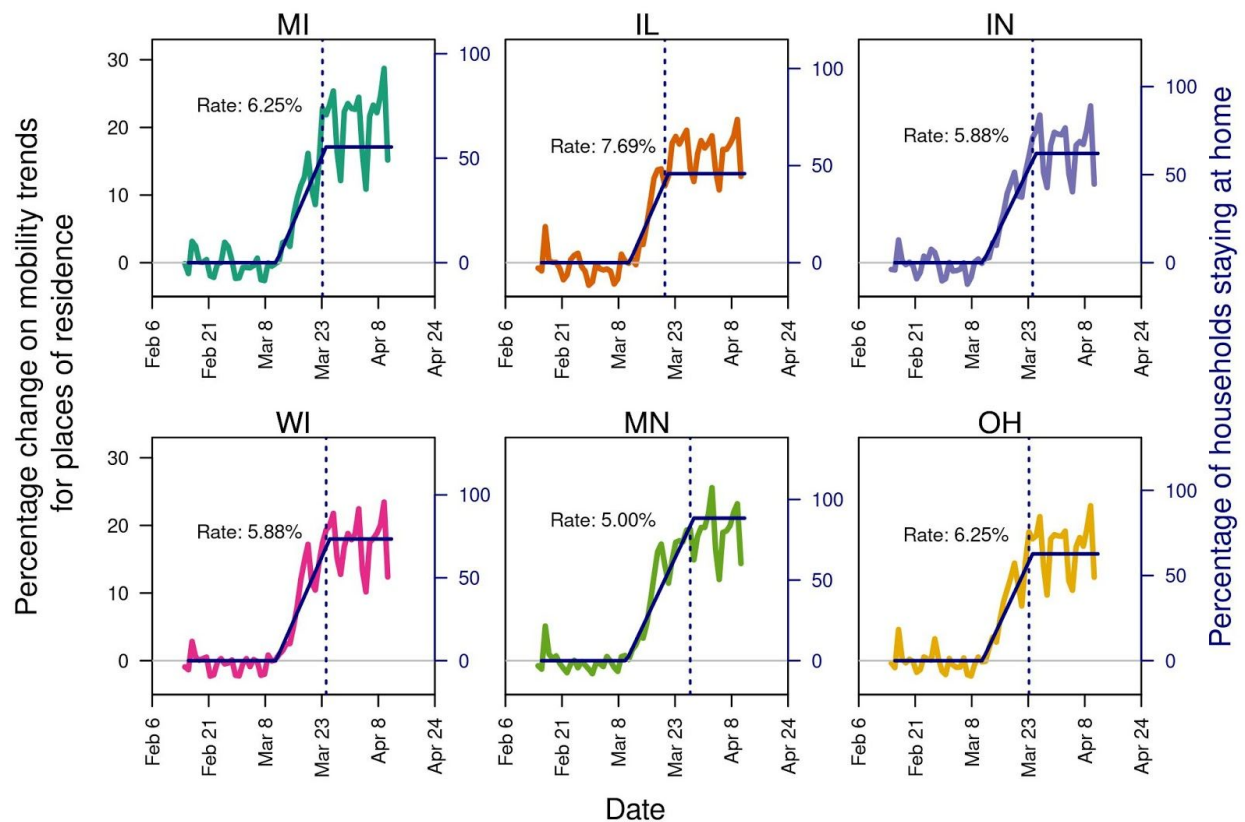 MI
IL
IN
Percentage change on mobility trends
for places of residence
30
20
10
0
Rate: 6.25%
100
50
0
Rate: 7.69%
100
50
0
Rate: 5.88%
100
50
0
Percentage of households staying at home
Feb 6
Feb 21
Mar 8
Mar 23
Apr 8
Apr 24
Feb 6
Feb 21
Mar 8
Mar 23
Apr 8
Apr 24
Feb 6
Feb 21
Mar 8
Mar 23
Apr 8
Apr 24
WI
MN
OH
30
20
10
0
Rate: 5.88%
100
50
0
Rate: 5.00%
100
50
0
Rate: 6.25%
100
50
0
Feb 6
Feb 21
Mar 8
Mar 23
Apr 8
Apr 24
Feb 6
Feb 21
Mar 8
Mar 23
Apr 8
Apr 24
Feb 6
Feb 21
Mar 8
Mar 23
Apr 8
Apr 24
Date